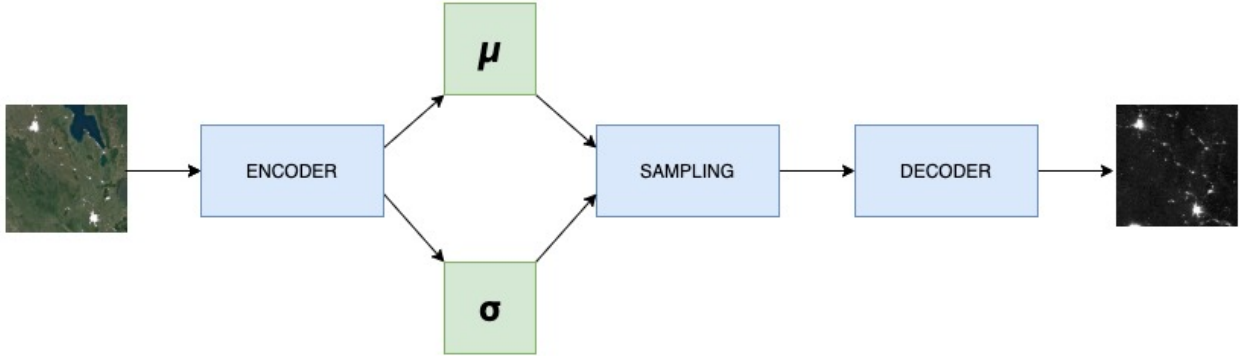 μ
ENCODER
SAMPLING
DECODER
σ